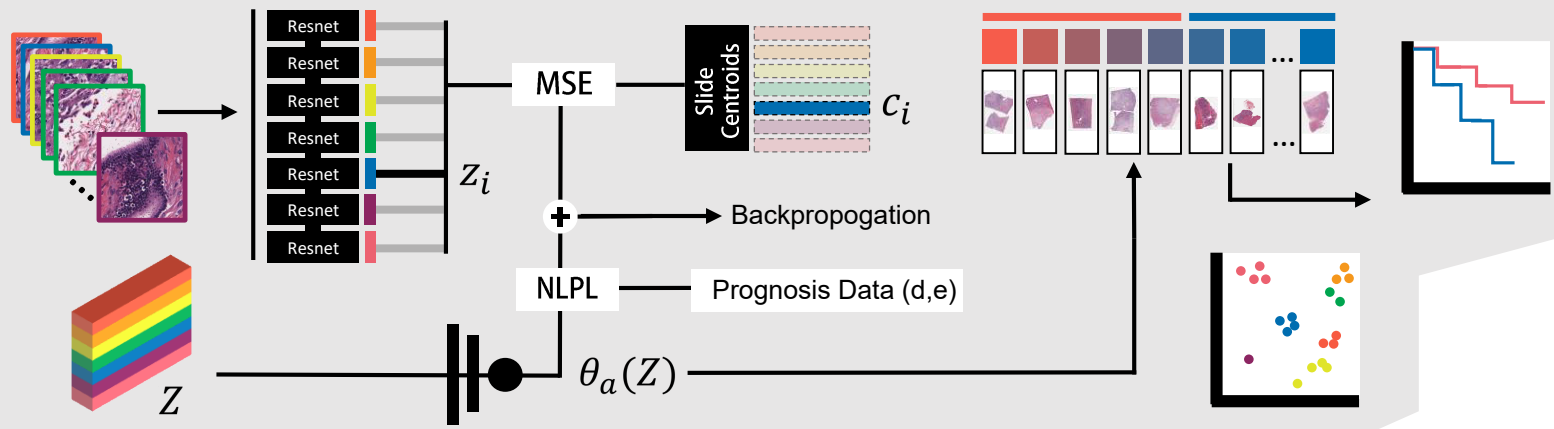 Resnet
Resnet
Resnet
Resnet
Resnet
Resnet
Resnet
z_i
MSE
Slide
Centroids
c_i
...
...
Backpropogation
NLPL
Prognosis Data (d,e)
Z
θ_a(Z)